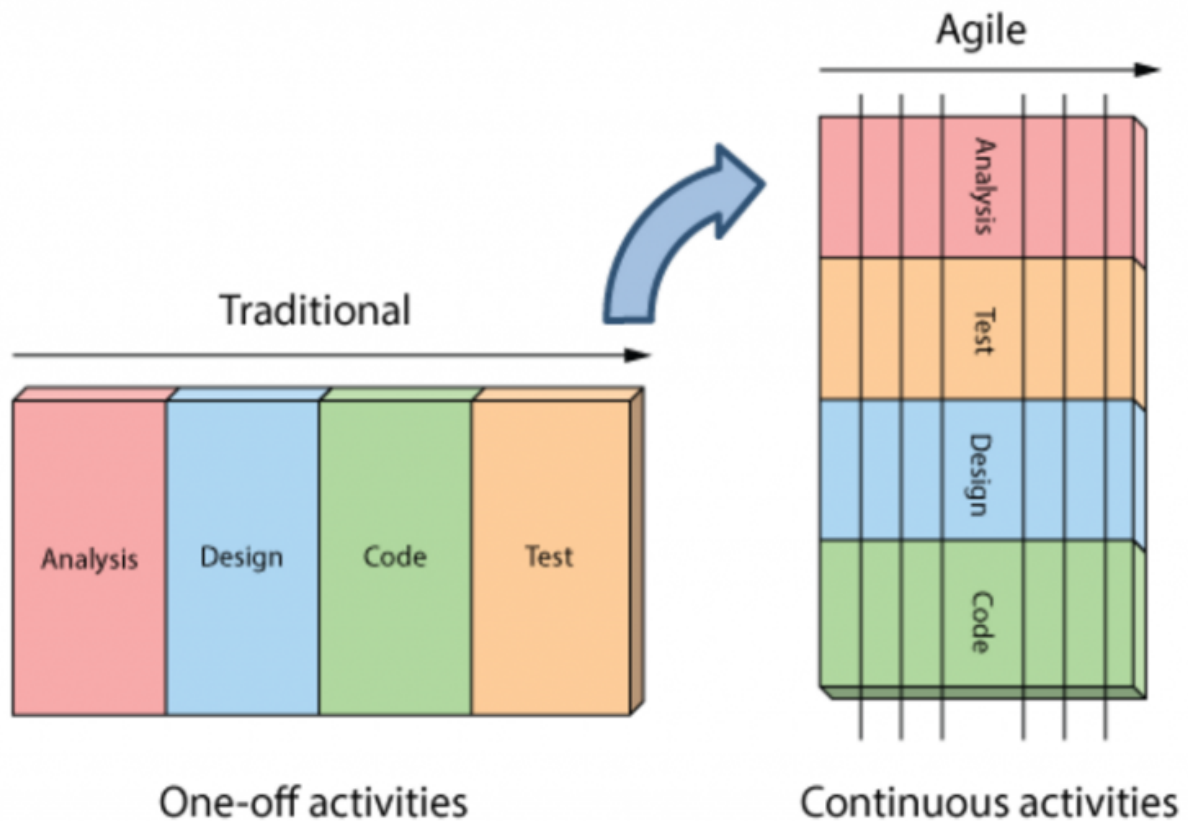 Agile
Analysis
Test
Design
Code
Traditional
Analysis
Design
Code
Test
One-off activities
Continuous activities